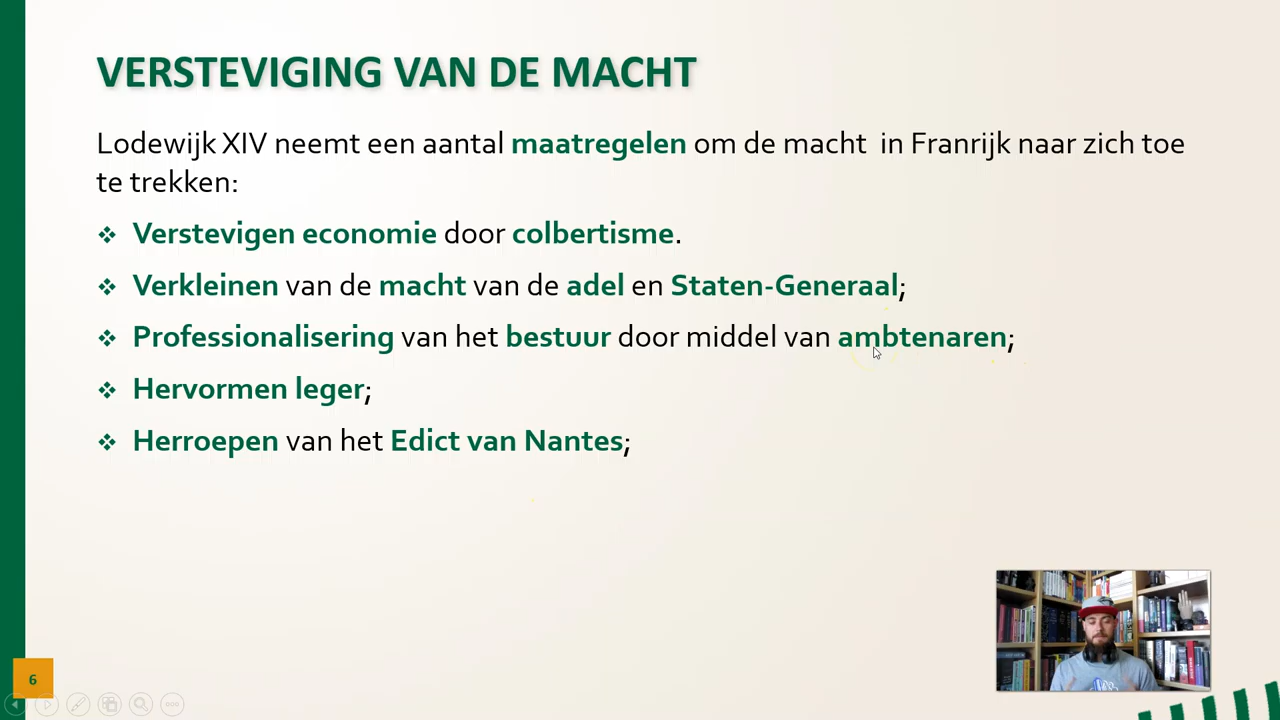 VERSTEVIGING VAN DE MACHT
Lodewijk XIV neemt een aantal maatregelen om de macht  in Franrijk naar zich toe
te trekken:
❖ Verstevigen economie door colbertisme.
❖ Verkleinen van de macht van de adel en Staten-Generaal;
❖ Professionalisering van het bestuur door middel van ambtenaren;
❖ Hervormen leger;
❖ Herroepen van het Edict van Nantes;
6